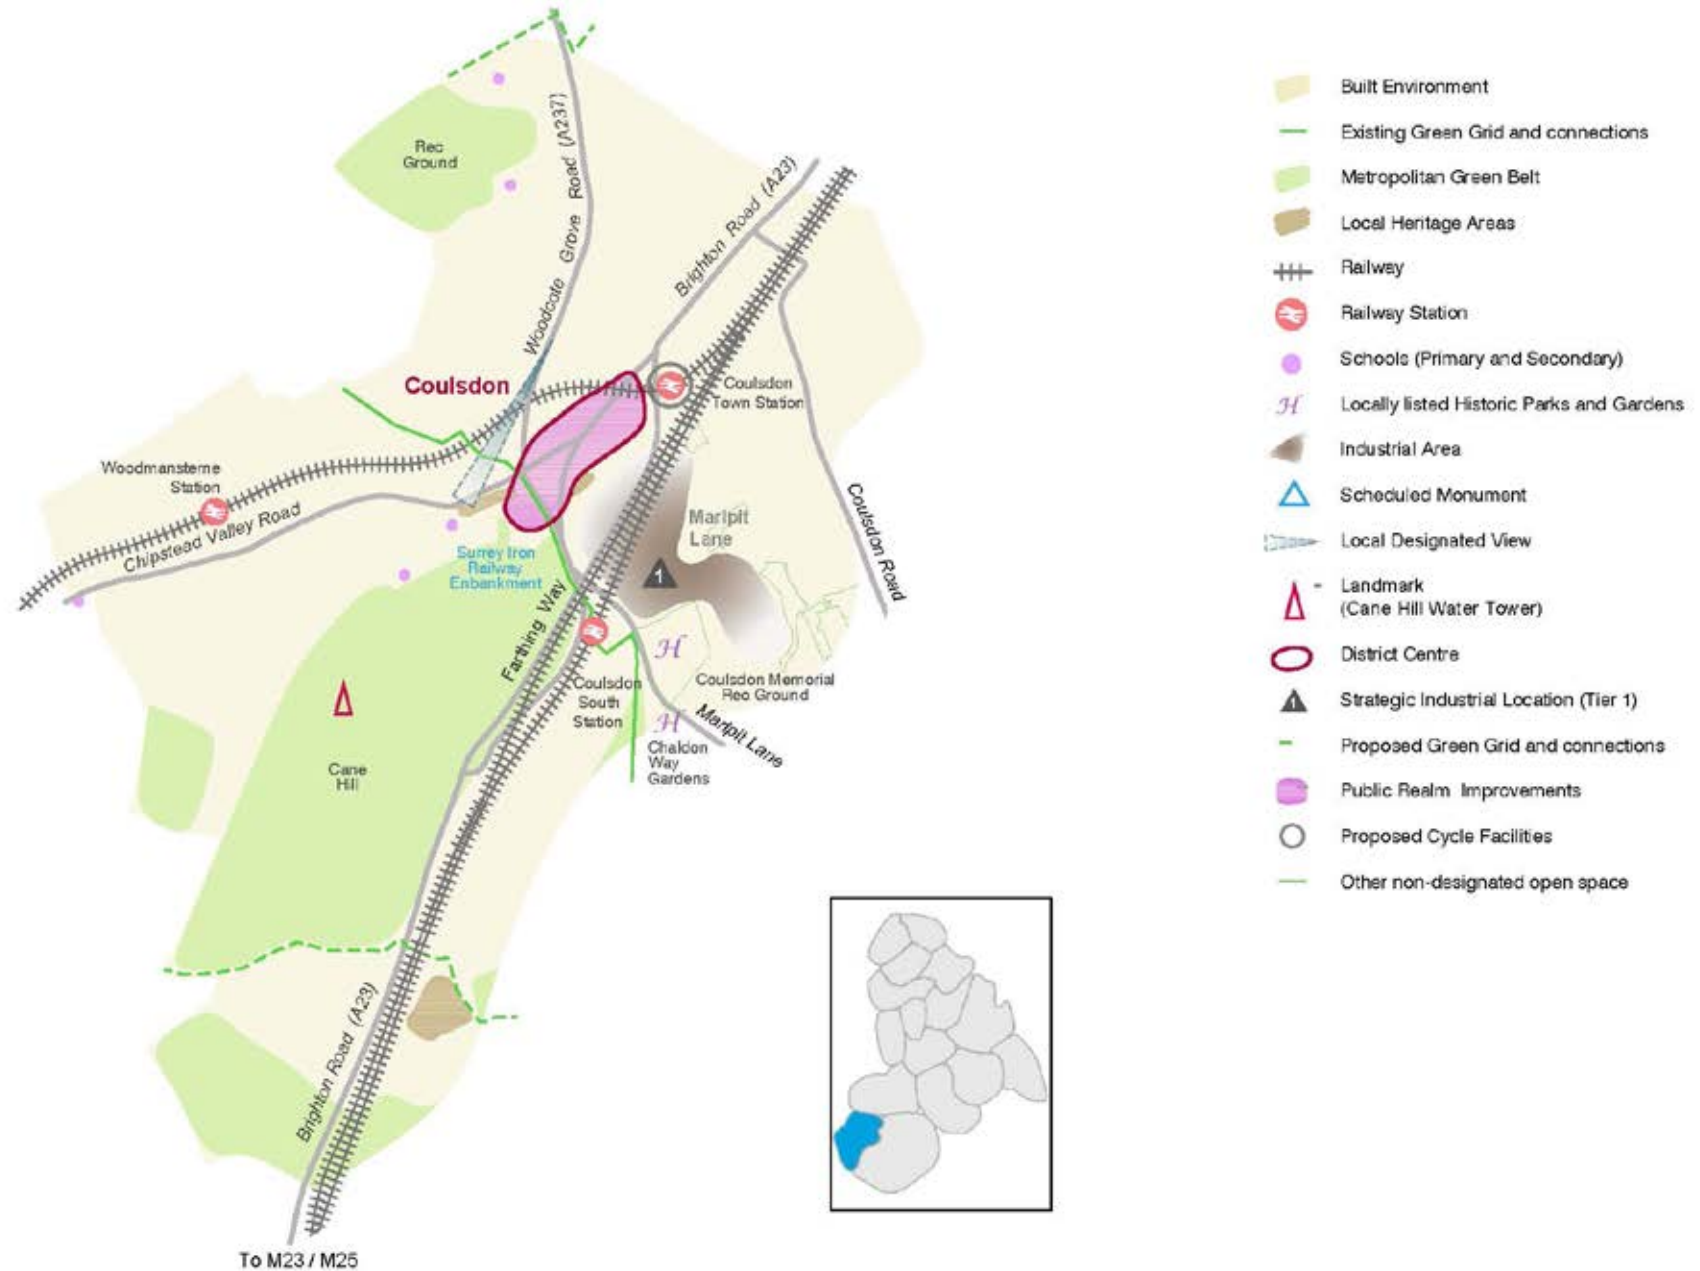 Rec
Ground
Woodcote Grove Road (A237)
Brighton Road (A23)
Coulsdon
Coulsdon
Town Station
Woodmansterne
Station
Chipstead Valley Road
Marlpit
Lane
Coulsdon Road
Surrey Iron
Railway
Enbankment
1
Farthing Way
H
Coulsdon
South
Station
Coulsdon Memorial
Rec Ground
H
Marlpit Lane
Chaldon
Way
Gardens
Cane
Hill
Brighton Road (A23)
To M23 / M25
Built Environment
Existing Green Grid and connections
Metropolitan Green Belt
Local Heritage Areas
Railway
Railway Station
Schools (Primary and Secondary)
H Locally listed Historic Parks and Gardens
Industrial Area
Scheduled Monument
Local Designated View
Landmark
(Cane Hill Water Tower)
District Centre
1 Strategic Industrial Location (Tier 1)
Proposed Green Grid and connections
Public Realm Improvements
Proposed Cycle Facilities
Other non-designated open space